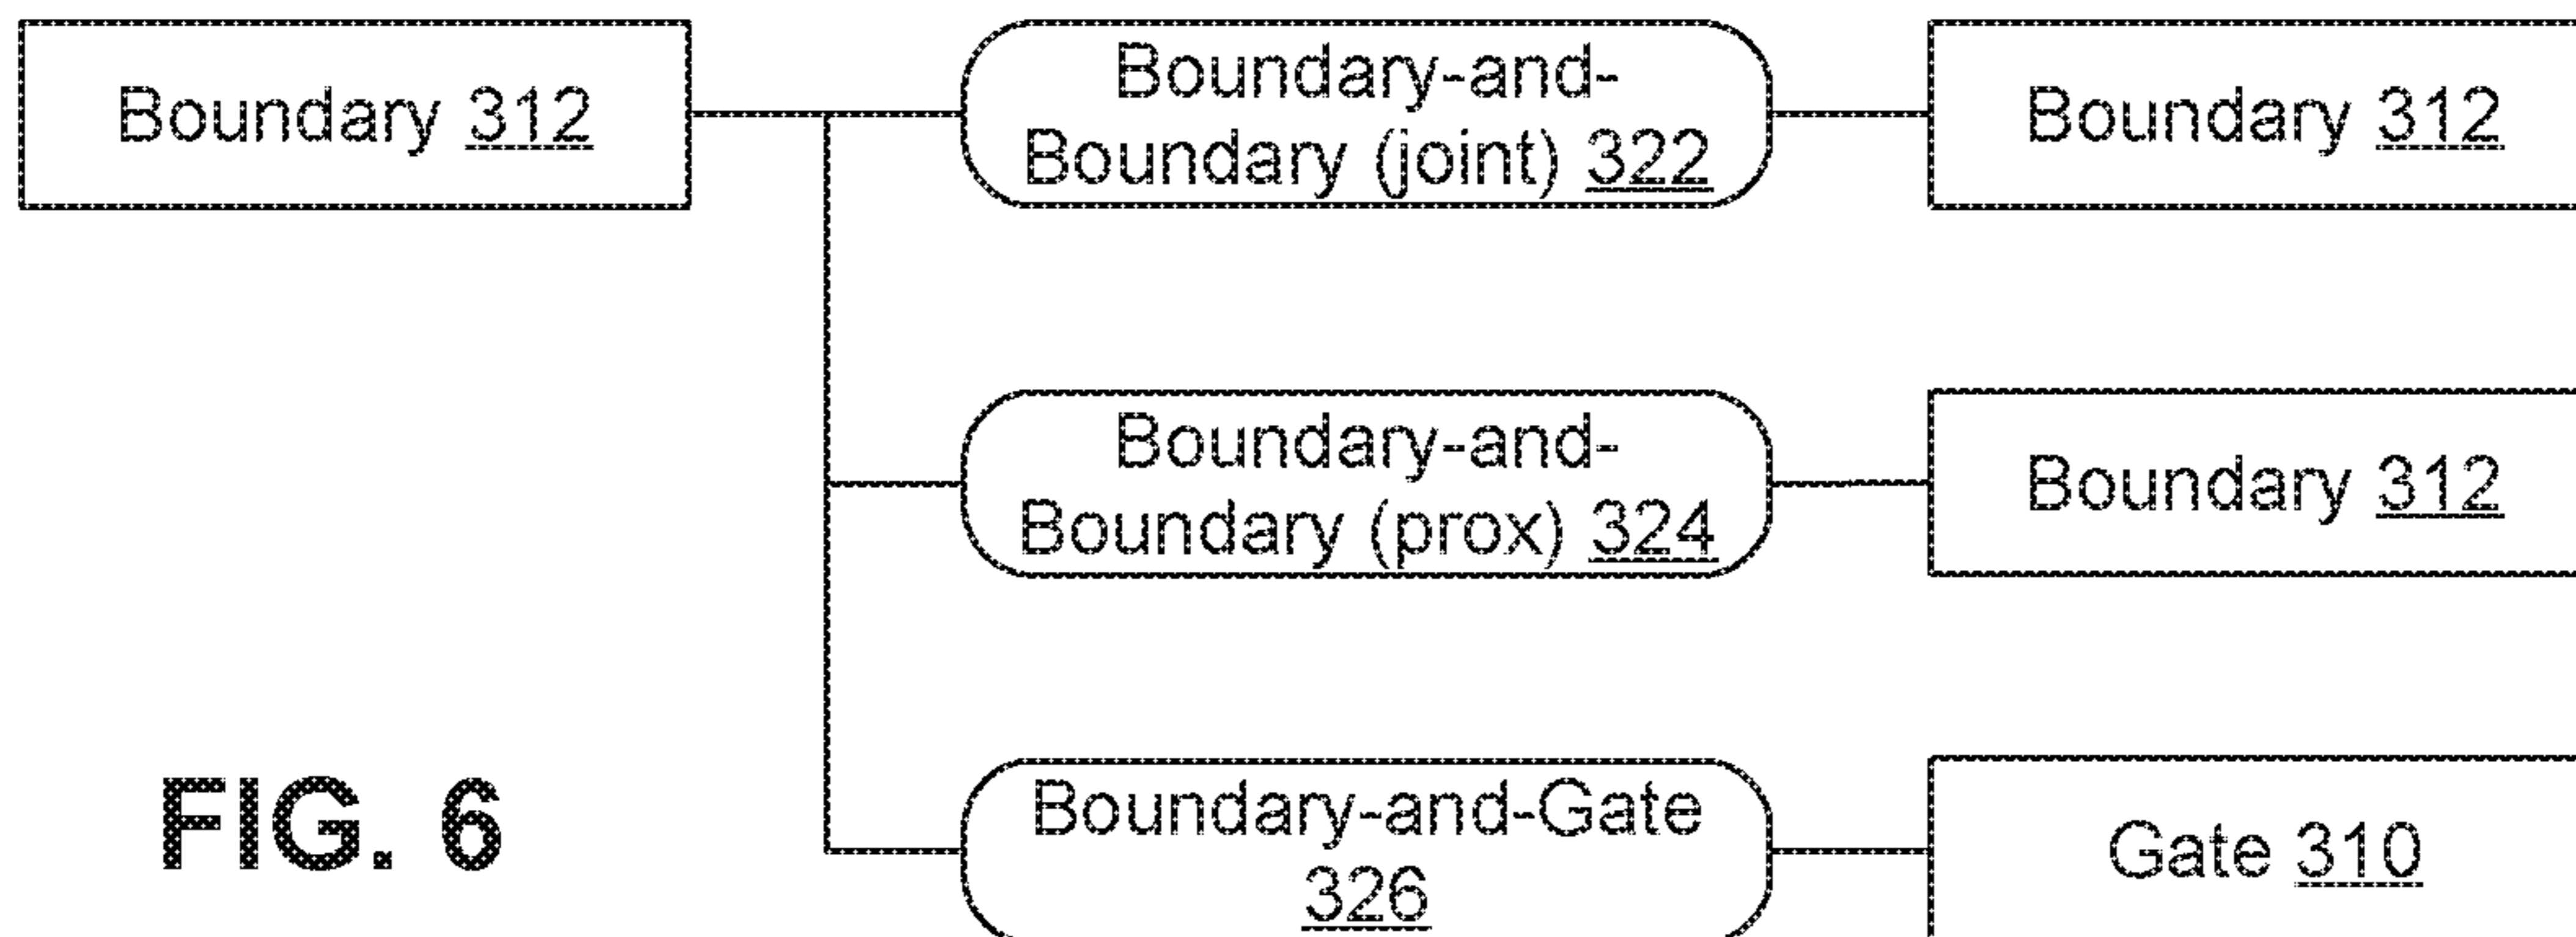 Boundary 312
Boundary-and-
Boundary (joint) 322
Boundary 312
Boundary-and-
Boundary (prox) 324
Boundary 312
Boundary-and-Gate
326
Gate 310
FIG. 6